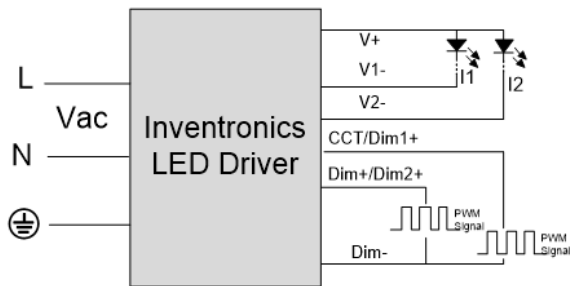 V+
V1-
I1
I2
L
V2-
Vac
Inventronics
LED Driver
CCT/Dim1+
N
Dim+/Dim2+
PWM
Signal
PWM
Signal
Dim-